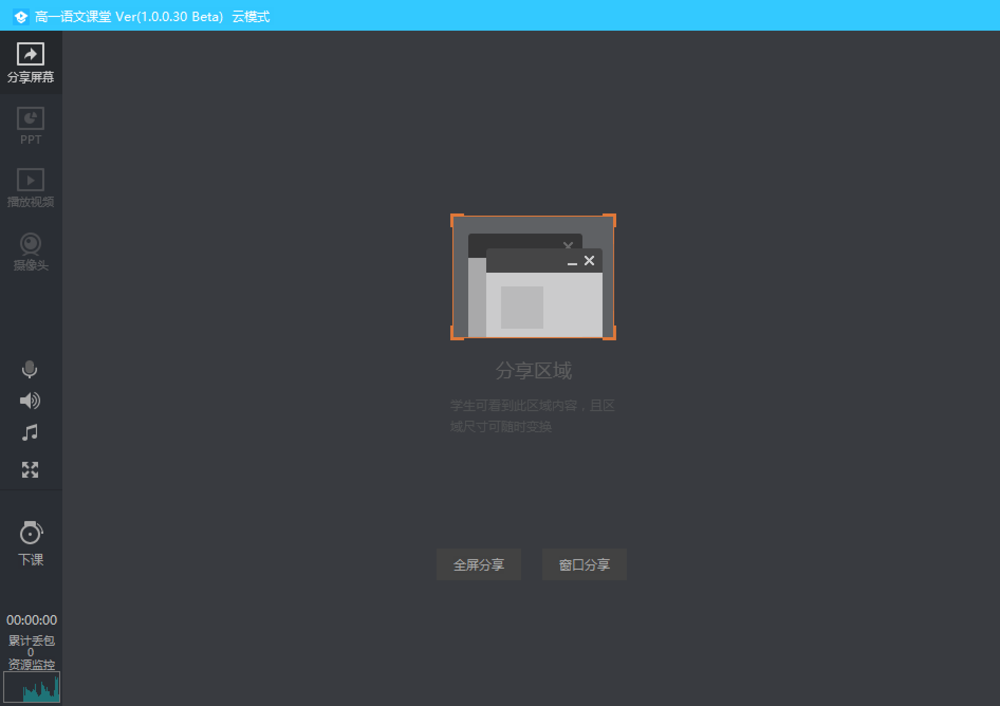 高一语文课堂 Ver(1.0.0.30 Beta) 云模式
分享屏幕
PPT
播放视频
摄像头
分享区域
学生可看到此区域内容，且区
域尺寸可随时变换
全屏分享
窗口分享
下课
00:00:00
累计丢包
0
资源监控